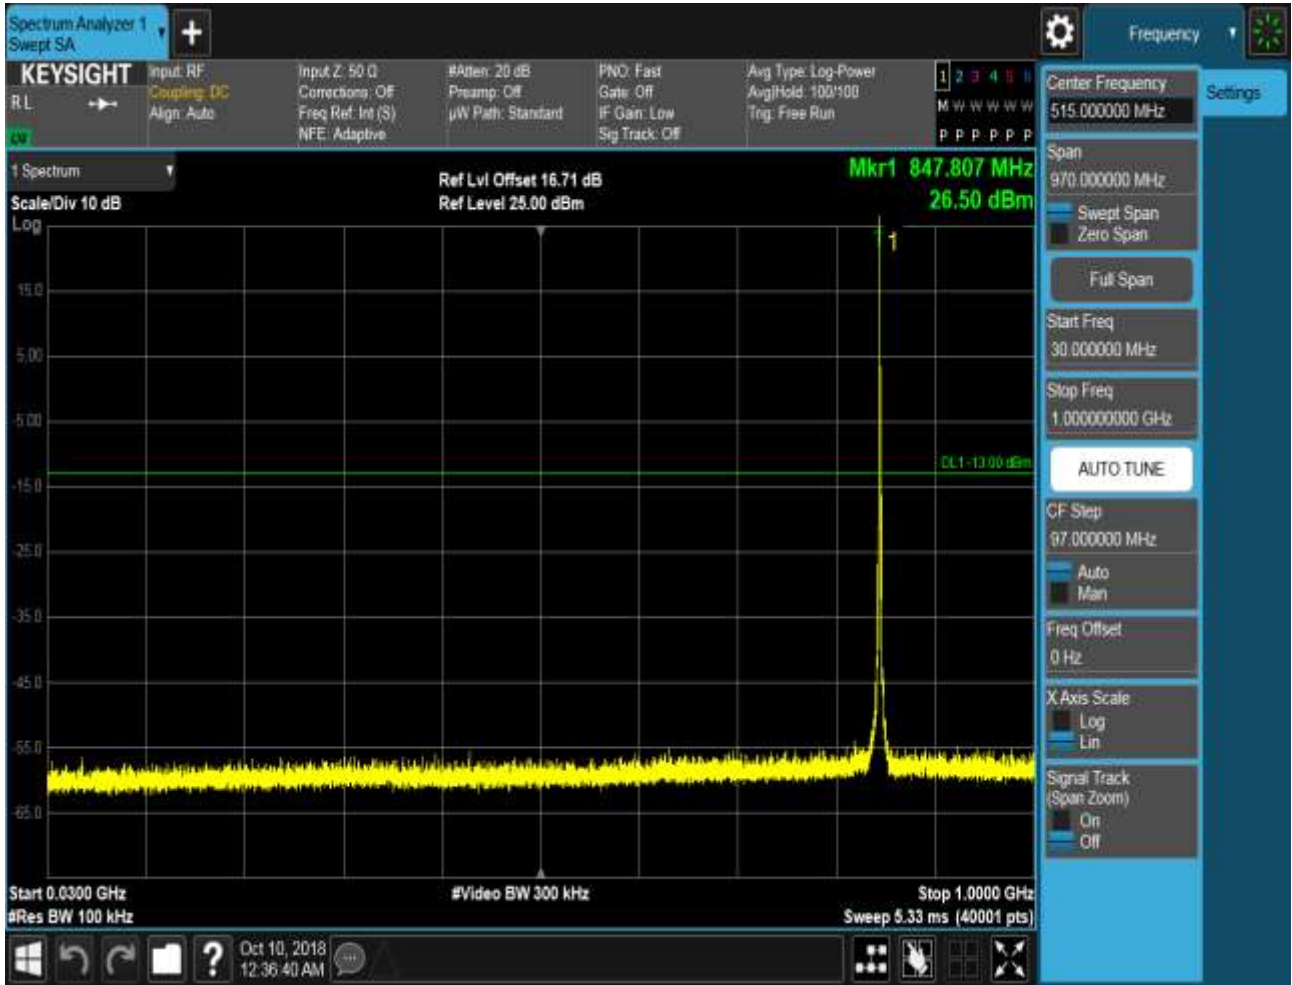 Spectrum Analyzer 1
Swept SA
+
Frequency
KEYSIGHT
R L
Input: RF
Coupling: DC
Align: Auto
Input Z: 50 Ω
Corrections: Off
Freq Ref: Int (S)
NFE: Adaptive
#Atten: 20 dB
Preamp: Off
µW Path: Standard
PNO: Fast
Gate: Off
IF Gain: Low
Sig Track: Off
Avg Type: Log-Power
Avg|Hold: 100/100
Trig: Free Run
1 2 3 4 5 6
M W W W W W
P P P P P P
1 Spectrum
Scale/Div 10 dB
Log
Ref Lvl Offset 16.71 dB
Ref Level 25.00 dBm
Mkr1 847.807 MHz
26.50 dBm
1
15.0
5.00
-5.00
DL1 -13.00 dBm
-15.0
-25.0
-35.0
-45.0
-55.0
-65.0
Start 0.0300 GHz
#Res BW 100 kHz
#Video BW 300 kHz
Stop 1.0000 GHz
Sweep 5.33 ms (40001 pts)
?
Oct 10, 2018
12:36:40 AM
Center Frequency
515.000000 MHz
Settings
Span
970.000000 MHz
Swept Span
Zero Span
Full Span
Start Freq
30.000000 MHz
Stop Freq
1.000000000 GHz
AUTO TUNE
CF Step
97.000000 MHz
Auto
Man
Freq Offset
0 Hz
X Axis Scale
Log
Lin
Signal Track
(Span Zoom)
On
Off